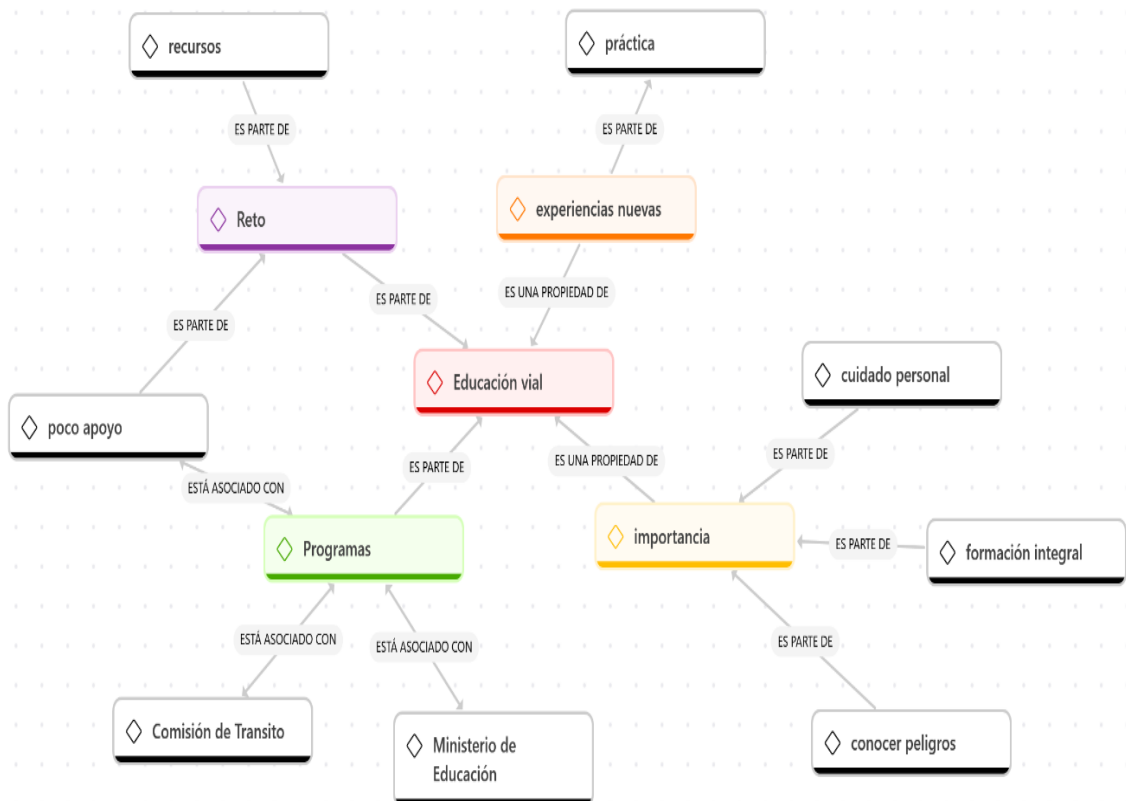 recursos
práctica
ES PARTE DE
ES PARTE DE
Reto
experiencias nuevas
ES PARTE DE
ES UNA PROPIEDAD DE
ES PARTE DE
Educación vial
cuidado personal
poco apoyo
ES PARTE DE
ES UNA PROPIEDAD DE
ES PARTE DE
ESTÁ ASOCIADO CON
Programas
importancia
ES PARTE DE
formación integral
ESTÁ ASOCIADO CON
ESTÁ ASOCIADO CON
ES PARTE DE
Comisión de Transito
Ministerio de
Educación
conocer peligros